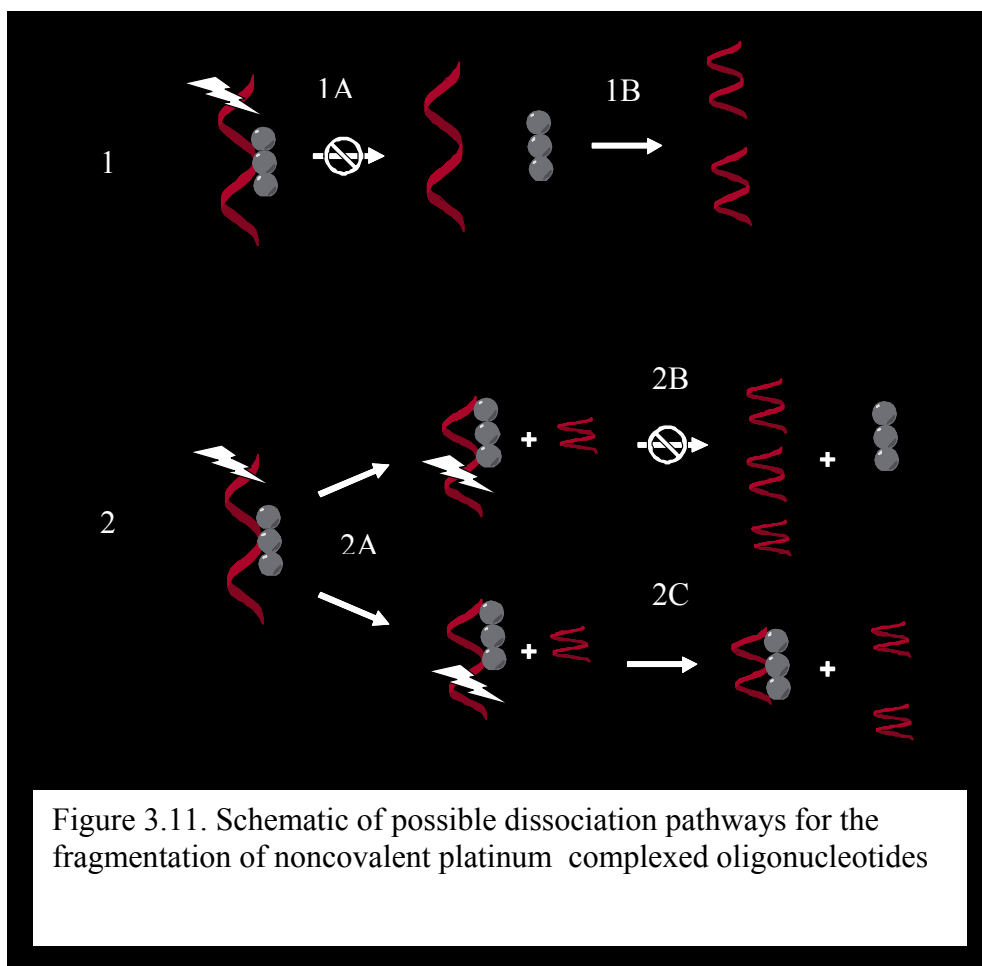 1A
1B
1
2B
2
2A
2C
Figure 3.11. Schematic of possible dissociation pathways for the
fragmentation of noncovalent platinum complexed oligonucleotides